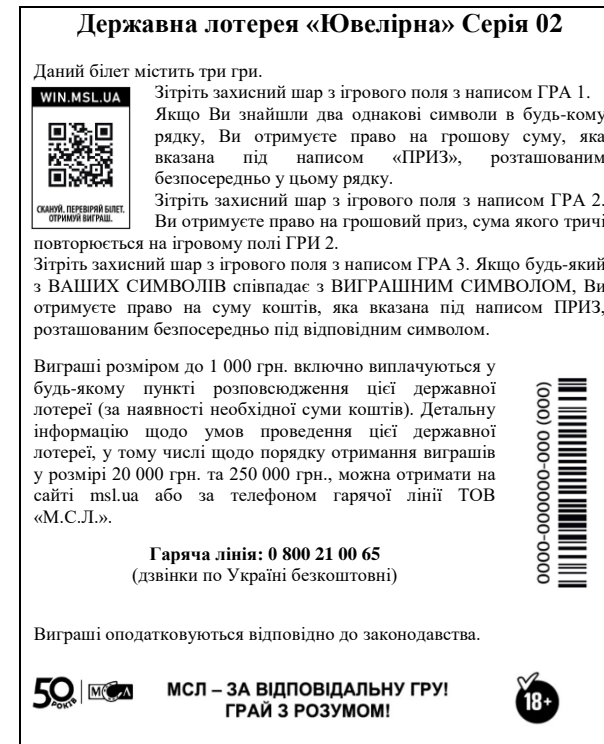 Державна лотерея «Ювелірна» Серія 02
Даний білет містить три гри.
WIN.MSL.UA
СКАНУЙ. ПЕРЕВІРЯЙ БІЛЕТ.
ОТРИМУЙ ВИГРАШ.
Зітріть захисний шар з ігрового поля з написом ГРА 1.
Якщо Ви знайшли два однакові символи в будь-кому
рядку, Ви отримуєте право на грошову суму, яка
вказана під написом «ПРИЗ», розташованим
безпосередньо у цьому рядку.
Зітріть захисний шар з ігрового поля з написом ГРА 2.
Ви отримуєте право на грошовий приз, сума якого тричі
повторюється на ігровому полі ГРИ 2.
Зітріть захисний шар з ігрового поля з написом ГРА 3. Якщо будь-який
з ВАШИХ СИМВОЛІВ співпадає з ВИГРАШНИМ СИМВОЛОМ, Ви
отримуєте право на суму коштів, яка вказана під написом ПРИЗ,
розташованим безпосередньо під відповідним символом.
Виграші розміром до 1 000 грн. включно виплачуються у
будь-якому пункті розповсюдження цієї державної
лотереї (за наявності необхідної суми коштів). Детальну
інформацію щодо умов проведення цієї державної
лотереї, у тому числі щодо порядку отримання виграшів
у розмірі 20 000 грн. та 250 000 грн., можна отримати на
сайті msl.ua або за телефоном гарячої лінії ТОВ
«М.С.Л.».
0000-000000-000 (000)
Гаряча лінія: 0 800 21 00 65
(дзвінки по Україні безкоштовні)
Виграші оподатковуються відповідно до законодавства.
50 РОКІВ
МСЛ
МСЛ – ЗА ВІДПОВІДАЛЬНУ ГРУ!
ГРАЙ З РОЗУМОМ!
18+